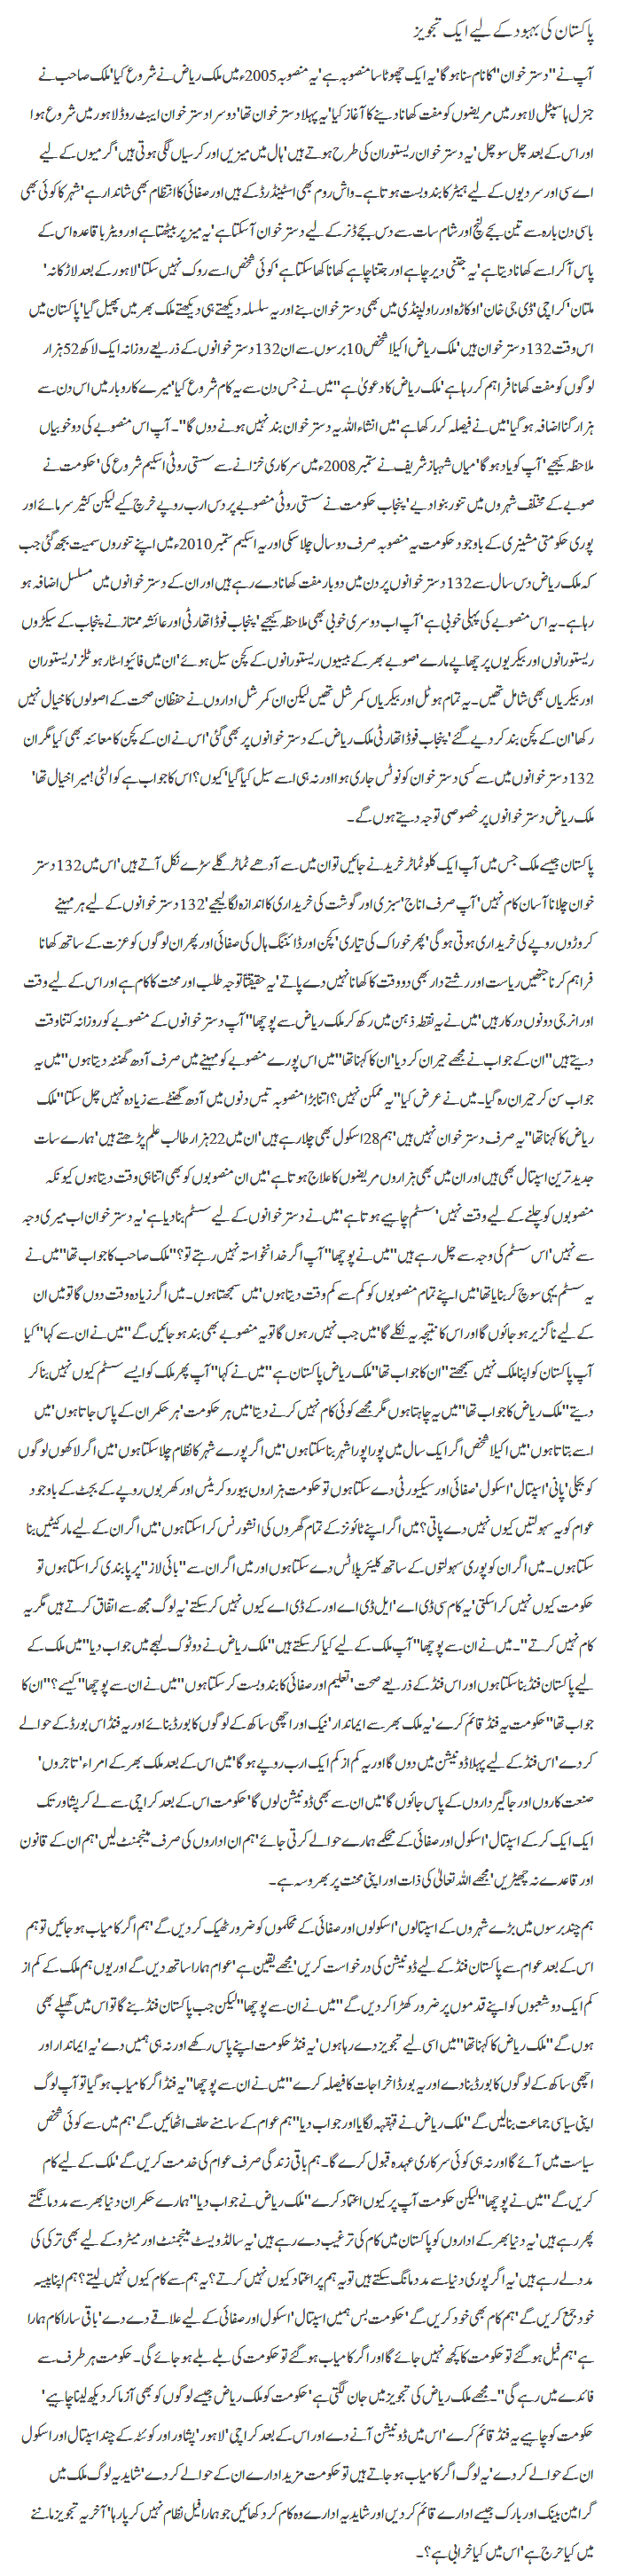 پاکستان کی بہبود کے لیے ایک تجویز
آپ نے ''دستر خوان'' کا نام سنا ہوگا' یہ ایک چھوٹا سا منصوبہ ہے' یہ منصوبہ 2005ء میں ملک ریاض نے شروع کیا' ملک صاحب نے
جنرل ہاسپٹل لاہور میں مریضوں کو مفت کھانا دینے کا آغاز کیا' یہ پہلا دستر خوان تھا' دوسرا دستر خوان ایبٹ روڈ لاہور میں شروع ہوا
اور اس کے بعد چل سو چل' یہ دستر خوان ریستوران کی طرح ہوتے ہیں' ہال میں میزیں اور کرسیاں لگی ہوتی ہیں' گرمیوں کے لیے
اے سی اور سردیوں کے لیے ہیٹر کا بندوبست ہوتا ہے۔ واش روم بھی اسٹینڈرڈ کے ہیں اور صفائی کا انتظام بھی شاندار ہے' شہر کا کوئی بھی
باسی دن بارہ سے تین بجے لنچ اور شام سات سے دس بجے ڈنر کے لیے دستر خوان آ سکتا ہے' یہ میز پر بیٹھتا ہے اور ویٹر باقاعدہ اس کے
پاس آ کر اسے کھانا دیتا ہے' یہ جتنی دیر چاہے اور جتنا چاہے کھانا کھا سکتا ہے' کوئی شخص اسے روک نہیں سکتا' لاہور کے بعد لاڑکانہ'
ملتان' کراچی' ڈی جی خان' اوکاڑہ اور راولپنڈی میں بھی دستر خوان بنے اور یہ سلسلہ دیکھتے ہی دیکھتے ملک بھر میں پھیل گیا' پاکستان میں
اس وقت 132 دستر خوان ہیں' ملک ریاض اکیلا شخص 10 برسوں سے ان 132 دستر خوانوں کے ذریعے روزانہ ایک لاکھ 52 ہزار
لوگوں کو مفت کھانا فراہم کر رہا ہے' ملک ریاض کا دعویٰ ہے ''میں نے جس دن سے یہ کام شروع کیا' میرے کاروبار میں اس دن سے
ہزار گنا اضافہ ہو گیا' میں نے فیصلہ کر رکھا ہے' میں انشاء اللہ یہ دستر خوان بند نہیں ہونے دوں گا''۔ آپ اس منصوبے کی دو خوبیاں
ملاحظہ کیجیے' آپ کو یاد ہوگا' میاں شہباز شریف نے ستمبر 2008ء میں سرکاری خزانے سے سستی روٹی اسکیم شروع کی' حکومت نے
صوبے کے مختلف شہروں میں تنور بنوا دیے' پنجاب حکومت نے سستی روٹی منصوبے پر دس ارب روپے خرچ کیے لیکن کثیر سرمائے اور
پوری حکومتی مشینری کے باوجود حکومت یہ منصوبہ صرف دو سال چلا سکی اور یہ اسکیم ستمبر 2010ء میں اپنے تنوروں سمیت بجھ گئی جب
کہ ملک ریاض دس سال سے 132 دستر خوانوں پر دن میں دو بار مفت کھانا دے رہے ہیں اور ان کے دستر خوانوں میں مسلسل اضافہ ہو
رہا ہے۔ یہ اس منصوبے کی پہلی خوبی ہے' آپ اب دوسری خوبی بھی ملاحظہ کیجیے' پنجاب فوڈ اتھارٹی اور عائشہ ممتاز نے پنجاب کے سیکڑوں
ریستورانوں اور بیکریوں پر چھاپے مارے' صوبے بھر کے بیسیوں ریستورانوں کے کچن سیل ہوئے' ان میں فائیو اسٹار ہوٹلز' ریستوران
اور بیکریاں بھی شامل تھیں۔ یہ تمام ہوٹل اور بیکریاں کمرشل تھیں لیکن ان کمرشل اداروں نے حفظان صحت کے اصولوں کا خیال نہیں
رکھا' ان کے کچن بند کر دیے گئے' پنجاب فوڈ اتھارٹی ملک ریاض کے دستر خوانوں پر بھی گئی' اس نے ان کے کچن کا معائنہ بھی کیا مگر ان
132 دستر خوانوں میں سے کسی دستر خوان کو نوٹس جاری ہوا اور نہ ہی اسے سیل کیا گیا' کیوں؟ اس کا جواب ہے کوالٹی! میرا خیال تھا'
ملک ریاض دستر خوانوں پر خصوصی توجہ دیتے ہوں گے۔
پاکستان جیسے ملک جس میں آپ ایک کلو ٹماٹر خریدنے جائیں تو ان میں سے آدھے ٹماٹر گلے سڑے نکل آتے ہیں' اس میں 132 دستر
خوان چلانا آسان کام نہیں' آپ صرف اناج' سبزی اور گوشت کی خریداری کا اندازہ لگا لیجیے' 132 دستر خوانوں کے لیے ہر مہینے
کروڑوں روپے کی خریداری ہوتی ہوگی' پھر خوراک کی تیاری' کچن اور ڈائننگ ہال کی صفائی اور پھر ان لوگوں کو عزت کے ساتھ کھانا
فراہم کرنا جنھیں ریاست اور رشتے دار بھی دو وقت کا کھانا نہیں دے پاتے' یہ حقیقتاً توجہ طلب اور محنت کا کام ہے اور اس کے لیے وقت
اور انرجی دونوں درکار ہیں' میں نے یہ نقطہ ذہن میں رکھ کر ملک ریاض سے پوچھا ''آپ دستر خوانوں کے منصوبے کو روزانہ کتنا وقت
دیتے ہیں'' ان کے جواب نے مجھے حیران کر دیا' ان کا کہنا تھا ''میں اس پورے منصوبے کو مہینے میں صرف آدھ گھنٹہ دیتا ہوں'' میں یہ
جواب سن کر حیران رہ گیا۔ میں نے عرض کیا ''یہ ممکن نہیں؟ اتنا بڑا منصوبہ تیس دنوں میں آدھ گھنٹے سے زیادہ نہیں چل سکتا'' ملک
ریاض کا کہنا تھا ''یہ صرف دستر خوان نہیں ہیں' ہم 28 اسکول بھی چلا رہے ہیں' ان میں 22 ہزار طالب علم پڑھتے ہیں' ہمارے سات
جدید ترین اسپتال بھی ہیں اور ان میں بھی ہزاروں مریضوں کا علاج ہوتا ہے' میں ان منصوبوں کو بھی اتنا ہی وقت دیتا ہوں کیونکہ
منصوبوں کو چلنے کے لیے وقت نہیں' سسٹم چاہیے ہوتا ہے' میں نے دستر خوانوں کے لیے سسٹم بنا دیا ہے' یہ دستر خوان اب میری وجہ
سے نہیں' اس سسٹم کی وجہ سے چل رہے ہیں'' میں نے پوچھا ''آپ اگر خدانخواستہ نہیں رہتے تو؟'' ملک صاحب کا جواب تھا ''میں نے
یہ سسٹم یہی سوچ کر بنایا تھا' میں اپنے تمام منصوبوں کو کم سے کم وقت دیتا ہوں' میں سمجھتا ہوں۔ میں اگر زیادہ وقت دوں گا تو میں ان
کے لیے ناگزیر ہو جائوں گا اور اس کا نتیجہ یہ نکلے گا' میں جب نہیں رہوں گا تو یہ منصوبے بھی بند ہو جائیں گے'' میں نے ان سے کہا ''کیا
آپ پاکستان کو اپنا ملک نہیں سمجھتے'' ان کا جواب تھا ''ملک ریاض پاکستان ہے'' میں نے کہا ''آپ پھر ملک کو ایسے سسٹم کیوں نہیں بنا کر
دیتے'' ملک ریاض کا جواب تھا ''میں یہ چاہتا ہوں مگر مجھے کوئی کام نہیں کرنے دیتا' میں ہر حکومت' ہر حکمران کے پاس جاتا ہوں' میں
اسے بتاتا ہوں' میں اکیلا شخص اگر ایک سال میں پورا پورا شہر بنا سکتا ہوں' میں اگر پورے شہر کا نظام چلا سکتا ہوں' میں اگر لاکھوں لوگوں
کو بجلی' پانی' اسپتال' اسکول' صفائی اور سیکیورٹی دے سکتا ہوں تو حکومت ہزاروں بیوروکریٹس اور کھربوں روپے کے بجٹ کے باوجود
عوام کو یہ سہولتیں کیوں نہیں دے پاتی؟ میں اگر اپنے ٹائونز کے تمام گھروں کی انشورنس کرا سکتا ہوں' میں اگر ان کے لیے مارکیٹیں بنا
سکتا ہوں۔ میں اگر ان کو پوری سہولتوں کے ساتھ کلیئر پلاٹس دے سکتا ہوں اور میں اگر ان سے ''بائی لاز'' پر پابندی کرا سکتا ہوں تو
حکومت کیوں نہیں کرا سکتی' یہ کام سی ڈی اے' ایل ڈی اے اور کے ڈی اے کیوں نہیں کر سکتے' یہ لوگ مجھ سے اتفاق کرتے ہیں مگر یہ
کام نہیں کرتے''۔ میں نے ان سے پوچھا ''آپ ملک کے لیے کیا کر سکتے ہیں'' ملک ریاض نے دو ٹوک لہجے میں جواب دیا ''میں ملک کے
لیے پاکستان فنڈ بنا سکتا ہوں اور اس فنڈ کے ذریعے صحت' تعلیم اور صفائی کا بندوبست کر سکتا ہوں'' میں نے ان سے پوچھا ''کیسے؟'' ان کا
جواب تھا ''حکومت یہ فنڈ قائم کرے' یہ ملک بھر سے ایماندار' نیک اور اچھی ساکھ کے لوگوں کا بورڈ بنائے اور یہ فنڈ اس بورڈ کے حوالے
کر دے' اس فنڈ کے لیے پہلا ڈونیشن میں دوں گا اور یہ کم از کم ایک ارب روپے ہوگا' میں اس کے بعد ملک بھر کے امراء' تاجروں'
صنعت کاروں اور جاگیرداروں کے پاس جائوں گا' میں ان سے بھی ڈونیشن لوں گا' حکومت اس کے بعد کراچی سے لے کر پشاور تک
ایک ایک کر کے اسپتال' اسکول اور صفائی کے محکمے ہمارے حوالے کرتی جائے' ہم ان اداروں کی صرف مینجمنٹ لیں' ہم ان کے قانون
اور قاعدے نہ چھیڑیں' مجھے اللہ تعالیٰ کی ذات اور اپنی محنت پر بھروسہ ہے۔
ہم چند برسوں میں بڑے شہروں کے اسپتالوں' اسکولوں اور صفائی کے محکموں کو ضرور ٹھیک کر دیں گے' ہم اگر کامیاب ہو جائیں تو ہم
اس کے بعد عوام سے پاکستان فنڈ کے لیے ڈونیشن کی درخواست کریں' مجھے یقین ہے' عوام ہمارا ساتھ دیں گے اور یوں ہم ملک کے کم از
کم ایک دو شعبوں کو اپنے قدموں پر ضرور کھڑا کر دیں گے'' میں نے ان سے پوچھا ''لیکن جب پاکستان فنڈ بنے گا تو اس میں گھپلے بھی
ہوں گے'' ملک ریاض کا کہنا تھا ''میں اسی لیے تجویز دے رہا ہوں' یہ فنڈ حکومت اپنے پاس رکھے اور نہ ہی ہمیں دے' یہ ایماندار اور
اچھی ساکھ کے لوگوں کا بورڈ بنا دے اور یہ بورڈ اخراجات کا فیصلہ کرے'' میں نے ان سے پوچھا ''یہ فنڈ اگر کامیاب ہو گیا تو آپ لوگ
اپنی سیاسی جماعت بنا لیں گے'' ملک ریاض نے قہقہہ لگایا اور جواب دیا ''ہم عوام کے سامنے حلف اٹھائیں گے' ہم میں سے کوئی شخص
سیاست میں آئے گا اور نہ ہی کوئی سرکاری عہدہ قبول کرے گا۔ ہم باقی زندگی صرف عوام کی خدمت کریں گے' ملک کے لیے کام
کریں گے'' میں نے پوچھا ''لیکن حکومت آپ پر کیوں اعتماد کرے'' ملک ریاض نے جواب دیا ''ہمارے حکمران دنیا بھر سے مدد مانگتے
پھر رہے ہیں' یہ دنیا بھر کے اداروں کو پاکستان میں کام کی ترغیب دے رہے ہیں' یہ سالڈ ویسٹ مینجمنٹ اور میٹرو کے لیے بھی ترکی کی
مدد لے رہے ہیں' یہ اگر پوری دنیا سے مدد مانگ سکتے ہیں تو یہ ہم پر اعتماد کیوں نہیں کرتے؟ یہ ہم سے کام کیوں نہیں لیتے؟ ہم اپنا پیسہ
خود جمع کریں گے' ہم کام بھی خود کریں گے' حکومت بس ہمیں اسپتال' اسکول اور صفائی کے لیے علاقے دے دے' باقی سارا کام ہمارا
ہے' ہم فیل ہو گئے تو حکومت کا کچھ نہیں جائے گا اور اگر کامیاب ہو گئے تو حکومت کی بلے بلے ہو جائے گی۔ حکومت ہر طرف سے
فائدے میں رہے گی''۔ مجھے ملک ریاض کی تجویز میں جان لگتی ہے' حکومت کو ملک ریاض جیسے لوگوں کو بھی آزما کر دیکھ لینا چاہیے'
حکومت کو چاہیے یہ فنڈ قائم کرے' اس میں ڈونیشن آنے دے اور اس کے بعد کراچی' لاہور' پشاور اور کوئٹہ کے چند اسپتال اور اسکول
ان کے حوالے کر دے' یہ لوگ اگر کامیاب ہو جاتے ہیں تو حکومت مزید ادارے ان کے حوالے کر دے' شاید یہ لوگ ملک میں
گرامین بینک اور بارک جیسے ادارے قائم کر دیں اور شاید یہ ادارے وہ کام کر دکھائیں جو ہمارا فیل نظام نہیں کر پا رہا' آخر یہ تجویز ماننے
میں کیا حرج ہے' اس میں کیا خرابی ہے؟۔